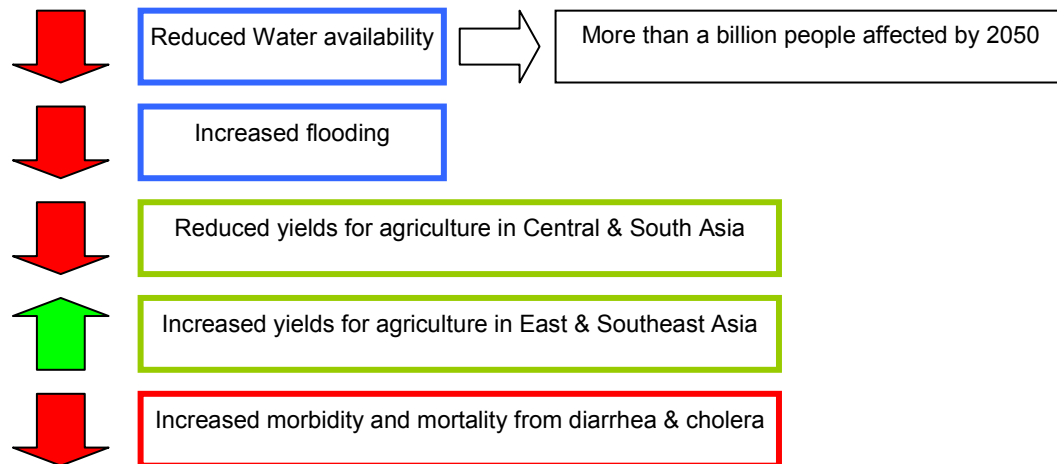 Reduced Water availability
More than a billion people affected by 2050
Increased flooding
Reduced yields for agriculture in Central & South Asia
Increased yields for agriculture in East & Southeast Asia
Increased morbidity and mortality from diarrhea & cholera